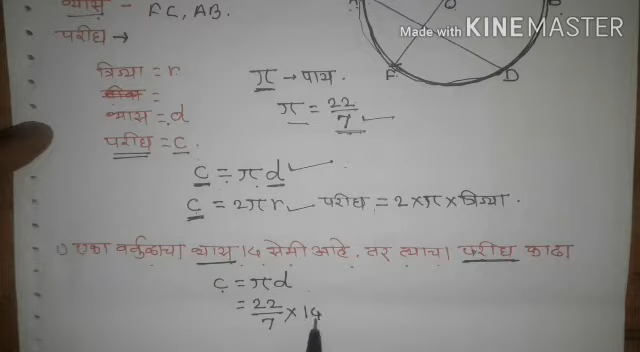 व्यास → FC, AB.
Made with KINEMASTER
परीघ →
F
D
त्रिज्या = r
π → पाय.
व्यास = d
π = 22/7
परीघ = c.
c = πd
c = 2πr परीघ = 2 × π × त्रिज्या.
१) एका वर्तुळाचा व्यास 14 सेमी आहे. तर त्याचा परीघ काढा
c = πd
= 22/7 × 14